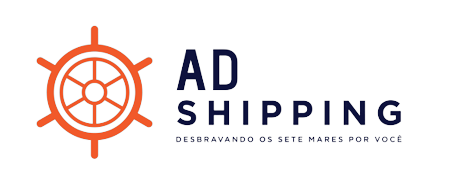 AD
SHIPPING
DESBRAVANDO OS SETE MARES POR VOCÊ